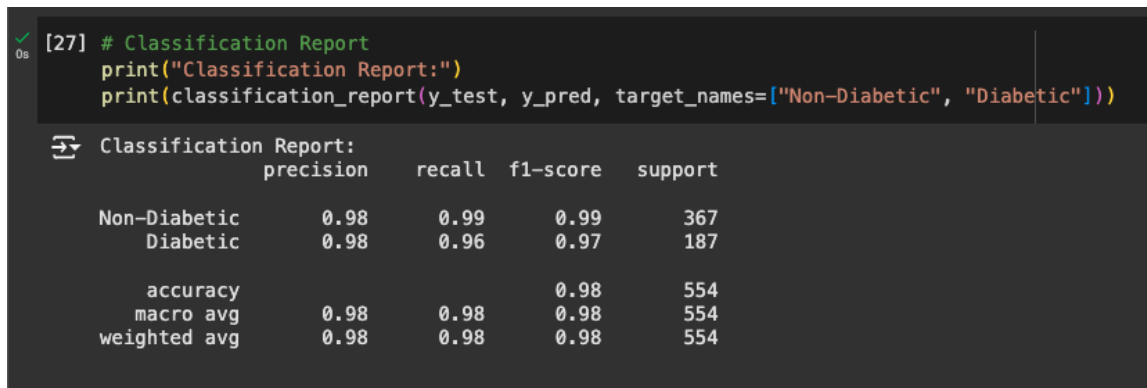 [27] # Classification Report
print("Classification Report:")
0s
print(classification_report(y_test, y_pred, target_names=["Non-Diabetic", "Diabetic"]))
Classification Report:
precision recall f1-score support
Non-Diabetic 0.98 0.99 0.99 367
Diabetic 0.98 0.96 0.97 187
accuracy 0.98 554
macro avg 0.98 0.98 0.98 554
weighted avg 0.98 0.98 0.98 554